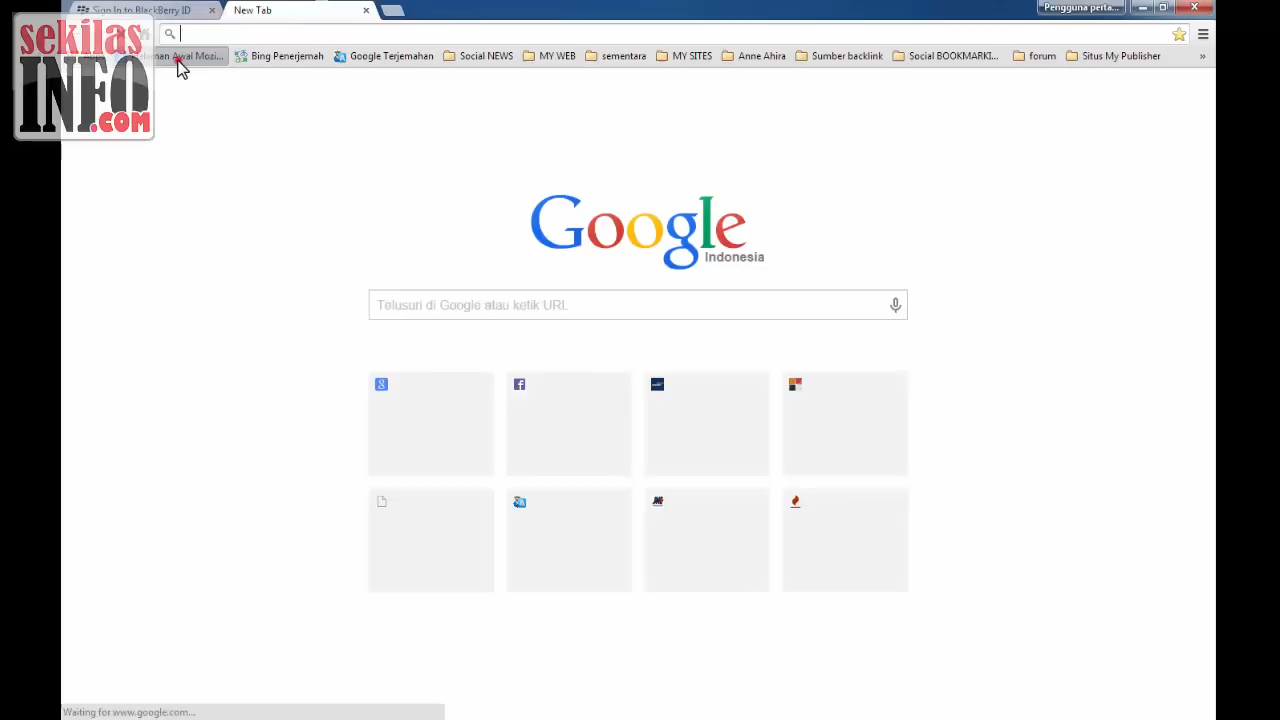 Sign In to BlackBerry ID
New Tab
Pengguna perta...
sekilas
INFO
.com
Awal Mozi...
Bing Penerjemah
Google Terjemahan
Social NEWS
MY WEB
sementara
MY SITES
Anne Ahira
Sumber backlink
Social BOOKMARKI...
forum
Situs My Publisher
»
Google
Indonesia
Telusuri di Google atau ketik URL
Waiting for www.google.com...